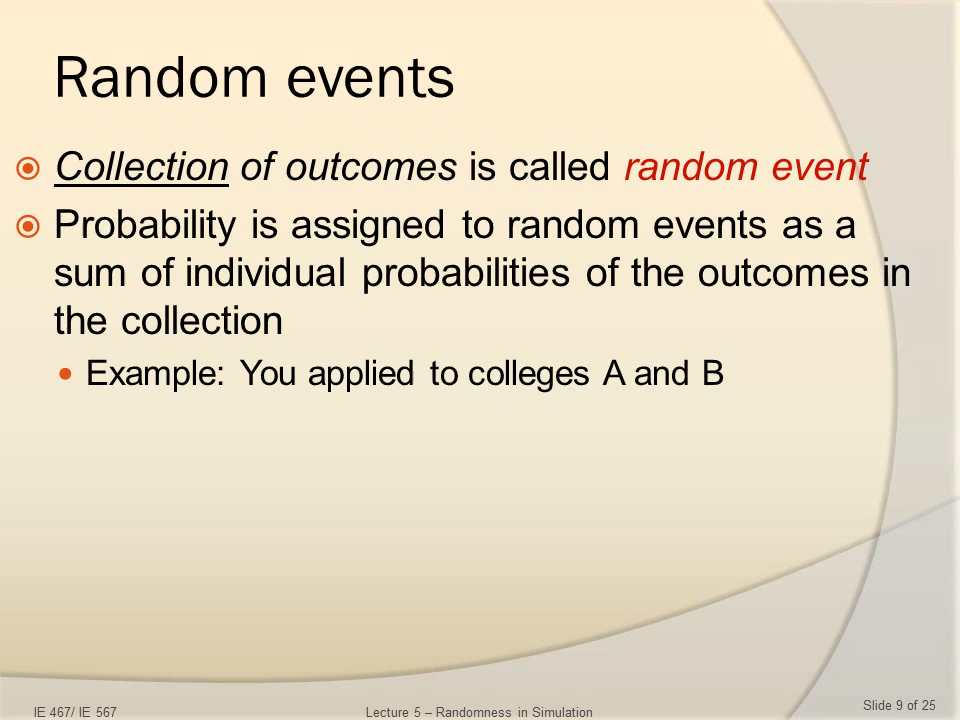 Random events
Collection of outcomes is called random event
Probability is assigned to random events as a
sum of individual probabilities of the outcomes in
the collection
Example: You applied to colleges A and B
IE 467/ IE 567
Lecture 5 – Randomness in Simulation
Slide 9 of 25